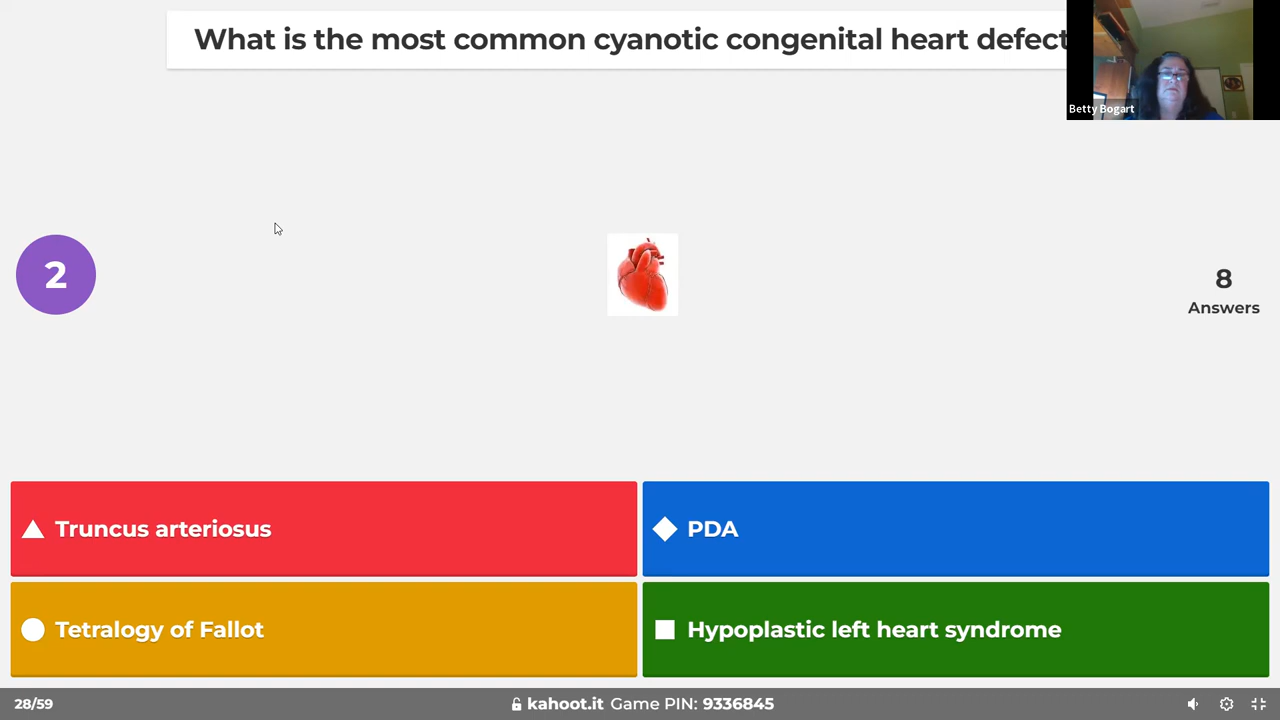 What is the most common cyanotic congenital heart defect
Betty Bogart
2
8
Answers
Truncus arteriosus
PDA
Tetralogy of Fallot
Hypoplastic left heart syndrome
28/59
kahoot.it Game PIN: 9336845